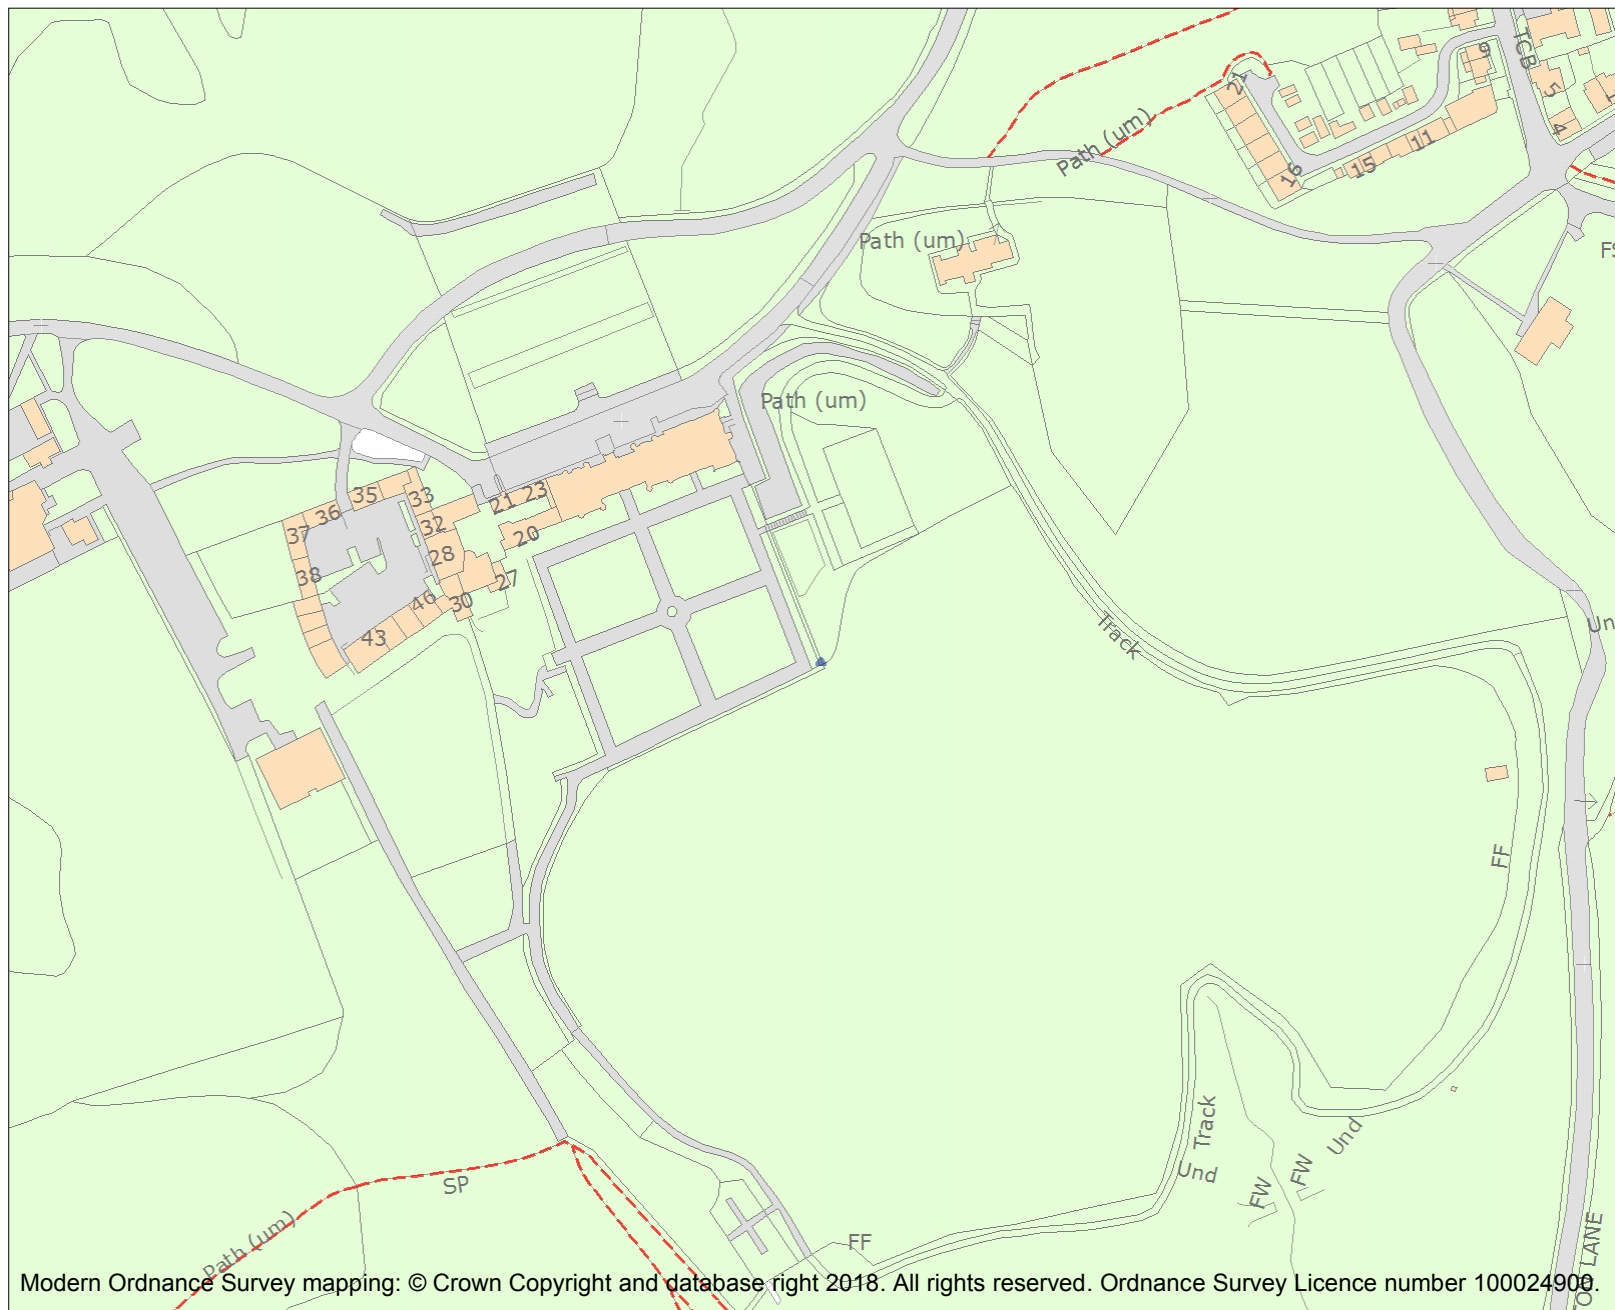 TCB
9
21
5
4
Path (um)
16
15
11
Path (um)
FS
Path (um)
35
33
21
23
36
32
37
20
28
38
27
46
30
43
Track
Un
FF
Track
Und
Und
FW
FW
SP
Path (um)
FF
LANE
Modern Ordnance Survey mapping: © Crown Copyright and database right 2018. All rights reserved. Ordnance Survey Licence number 100024900.